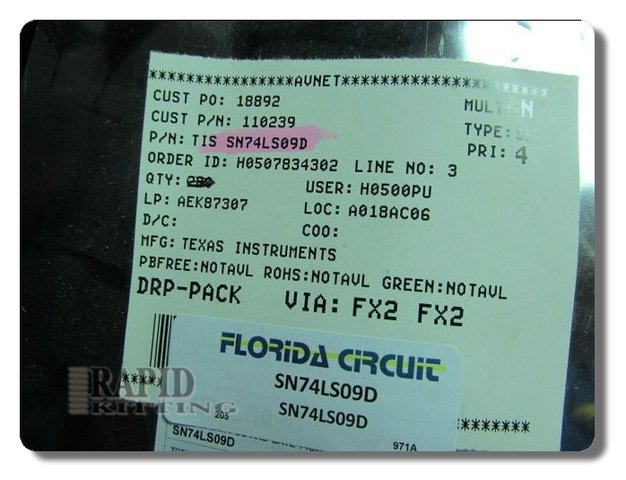 ******************AVNET**************************
CUST PO: 18892
MULT: N
CUST P/N: 110239
TYPE:
P/N: TIS SN74LS09D
PRI: 4
ORDER ID: H0507834302 LINE NO: 3
QTY:
USER: H0500PU
LP: AEK87307
LOC: A018AC06
D/C:
COO:
MFG: TEXAS INSTRUMENTS
PBFREE:NOTAVL ROHS:NOTAVL GREEN:NOTAVL
DRP-PACK VIA: FX2 FX2
FLORIDA CIRCUIT
SN74LS09D
SN74LS09D
205
SN74LS09D
971A
RAPID
KITTING